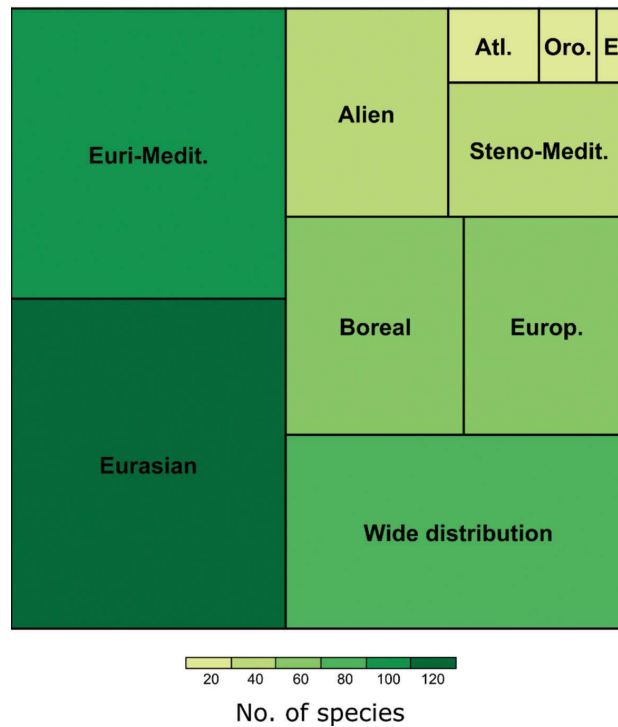 Atl.
Oro.
E
Alien
Euri-Medit.
Steno-Medit.
Boreal
Europ.
Eurasian
Wide distribution
20 40 60 80 100 120
No. of species